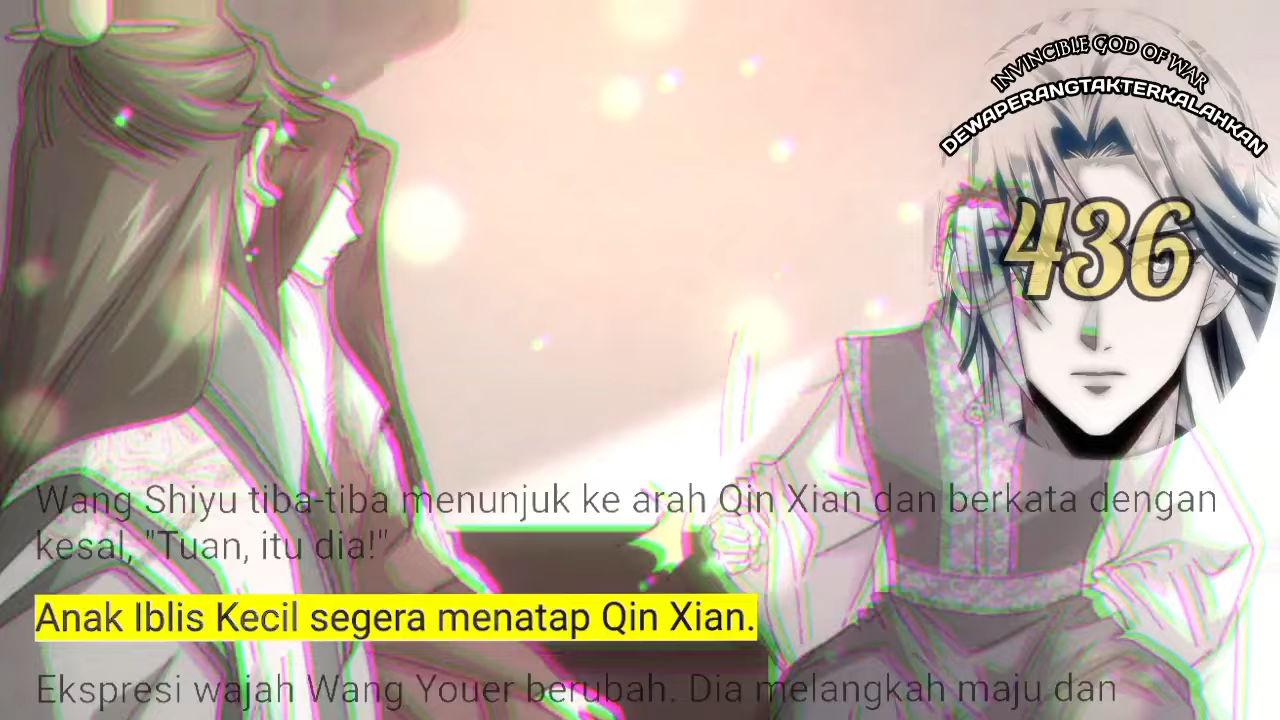 INVINCIBLE GOD OF WAR
DEWAPERANGTAKTERKALAHKAN
436
Wang Shiyu tiba-tiba menunjuk ke arah Qin Xian dan berkata dengan
kesal, "Tuan, itu dia!"
Anak Iblis Kecil segera menatap Qin Xian.
Ekspresi wajah Wang Youer berubah. Dia melangkah maju dan